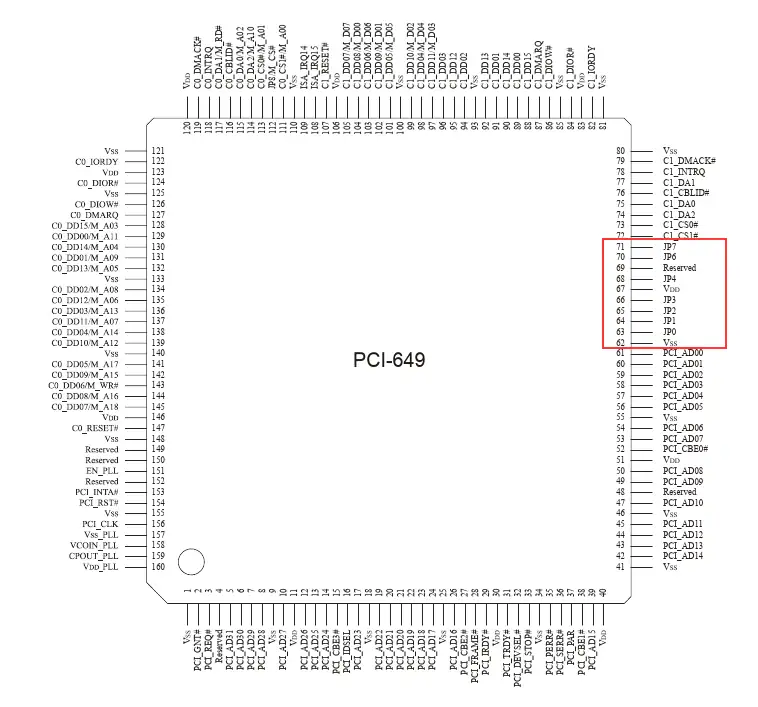 VDD 120
C0_DMACK# 119
C0_INTRQ 118
C0_DA1/M_RD# 117
C0_CBLID# 116
C0_DA0/M_A02 115
C0_DA2/M_A10 114
C0_CS0#/M_A01 113
JP8/M_CS# 112
C0_CS1#/M_A00 111
VSS 110
ISA_IRQ14 109
ISA_IRQ15 108
C1_RESET# 107
VDD 106
C1_DD07/M_D07 105
C1_DD08/M_D00 104
C1_DD06/M_D06 103
C1_DD09/M_D01 102
C1_DD05/M_D05 101
VSS 100
C1_DD10/M_D02 99
C1_DD04/M_D04 98
C1_DD11/M_D03 97
C1_DD03 96
C1_DD12 95
C1_DD02 94
VSS 93
C1_DD13 92
C1_DD01 91
C1_DD14 90
C1_DD00 89
C1_DD15 88
C1_DMARQ 87
C1_DIOW# 86
VSS 85
C1_DIOR# 84
VDD 83
C1_IORDY 82
VSS 81
VSS 121
C0_IORDY 122
VDD 123
C0_DIOR# 124
VSS 125
C0_DIOW# 126
C0_DMARQ 127
C0_DD15/M_A03 128
C0_DD00/M_A11 129
C0_DD14/M_A04 130
C0_DD01/M_A09 131
C0_DD13/M_A05 132
VSS 133
C0_DD02/M_A08 134
C0_DD12/M_A06 135
C0_DD03/M_A13 136
C0_DD11/M_A07 137
C0_DD04/M_A14 138
C0_DD10/M_A12 139
VSS 140
C0_DD05/M_A17 141
C0_DD09/M_A15 142
C0_DD06/M_WR# 143
C0_DD08/M_A16 144
C0_DD07/M_A18 145
VDD 146
C0_RESET# 147
VSS 148
Reserved 149
Reserved 150
EN_PLL 151
Reserved 152
PCI_INTA# 153
PCI_RST# 154
VSS 155
PCI_CLK 156
VSS_PLL 157
VCOIN_PLL 158
CPOUT_PLL 159
VDD_PLL 160
PCI-649
80 VSS
79 C1_DMACK#
78 C1_INTRQ
77 C1_DA1
76 C1_CBLID#
75 C1_DA0
74 C1_DA2
73 C1_CS0#
72 C1_CS1#
71 JP7
70 JP6
69 Reserved
68 JP4
67 VDD
66 JP3
65 JP2
64 JP1
63 JP0
62 VSS
61 PCI_AD00
60 PCI_AD01
59 PCI_AD02
58 PCI_AD03
57 PCI_AD04
56 PCI_AD05
55 VSS
54 PCI_AD06
53 PCI_AD07
52 PCI_CBE0#
51 VDD
50 PCI_AD08
49 PCI_AD09
48 Reserved
47 PCI_AD10
46 VSS
45 PCI_AD11
44 PCI_AD12
43 PCI_AD13
42 PCI_AD14
41 VSS
1 VSS
2 PCI_GNT#
3 PCI_REQ#
4 Reserved
5 PCI_AD31
6 PCI_AD30
7 PCI_AD29
8 PCI_AD28
9 VSS
10 PCI_AD27
11 VDD
12 PCI_AD26
13 PCI_AD25
14 PCI_AD24
15 PCI_CBE3#
16 PCI_IDSEL
17 PCI_AD23
18 VSS
19 PCI_AD22
20 PCI_AD21
21 PCI_AD20
22 PCI_AD19
23 PCI_AD18
24 PCI_AD17
25 VSS
26 PCI_AD16
27 PCI_CBE2#
28 PCI_FRAME#
29 PCI_IRDY#
30 VDD
31 PCI_TRDY#
32 PCI_DEVSEL#
33 PCI_STOP#
34 VSS
35 PCI_PERR#
36 PCI_SERR#
37 PCI_PAR
38 PCI_CBE1#
39 PCI_AD15
40 VDD